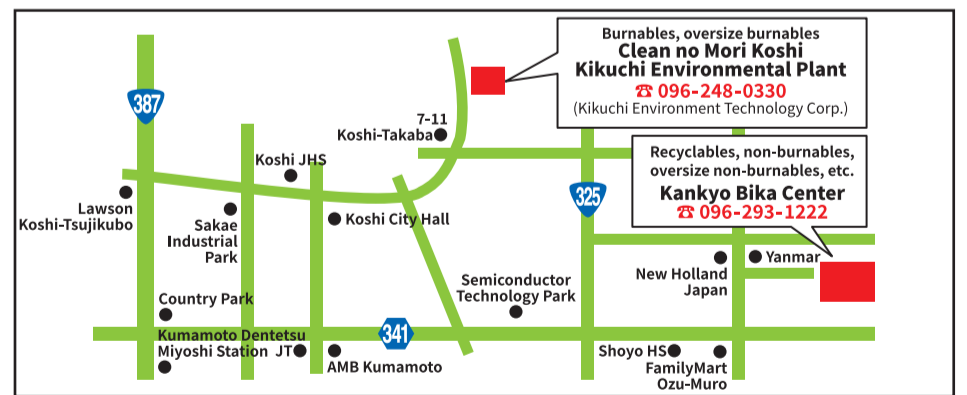 Burnables, oversize burnables
Clean no Mori Koshi
Kikuchi Environmental Plant
☎ 096-248-0330
(Kikuchi Environment Technology Corp.)
387
7-11
Koshi-Takaba
Koshi JHS
Recyclables, non-burnables,
oversize non-burnables, etc.
Kankyo Bika Center
☎ 096-293-1222
325
Lawson
Koshi-Tsujikubo
Sakae
Industrial
Park
Koshi City Hall
Yanmar
New Holland
Japan
Semiconductor
Technology Park
Country Park
341
Kumamoto Dentetsu
Miyoshi Station
JT
AMB Kumamoto
Shoyo HS
FamilyMart
Ozu-Muro